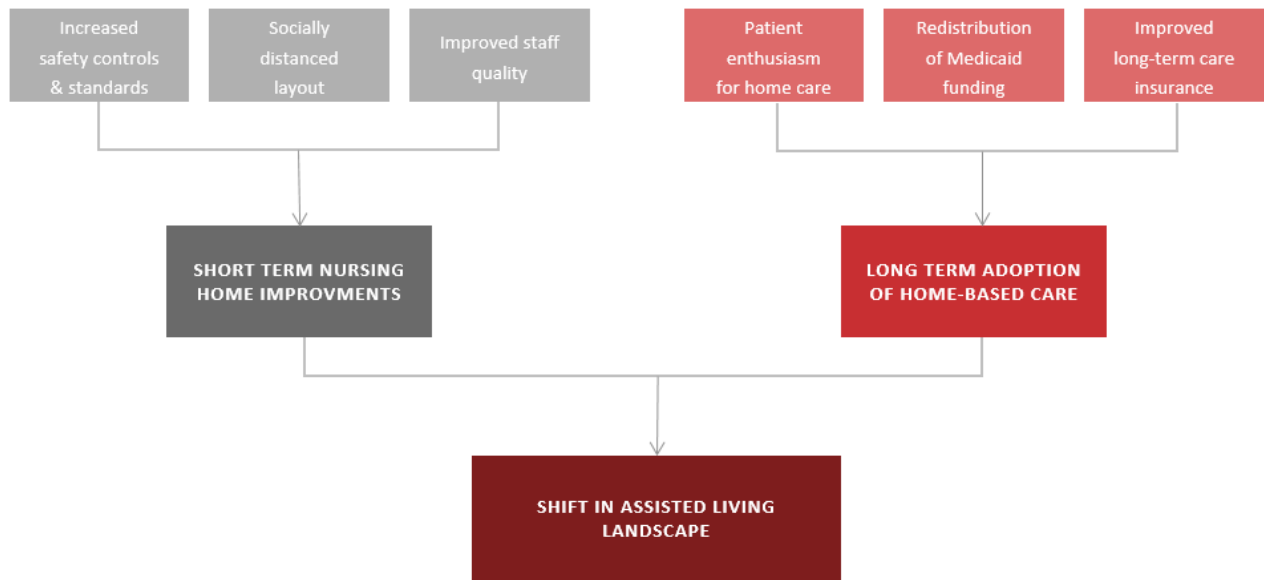 Increased
safety controls
& standards
Socially
distanced
layout
Improved staff
quality
Patient
enthusiasm
for home care
Redistribution
of Medicaid
funding
Improved
long-term care
insurance
SHORT TERM NURSING
HOME IMPROVMENTS
LONG TERM ADOPTION
OF HOME-BASED CARE
SHIFT IN ASSISTED LIVING
LANDSCAPE